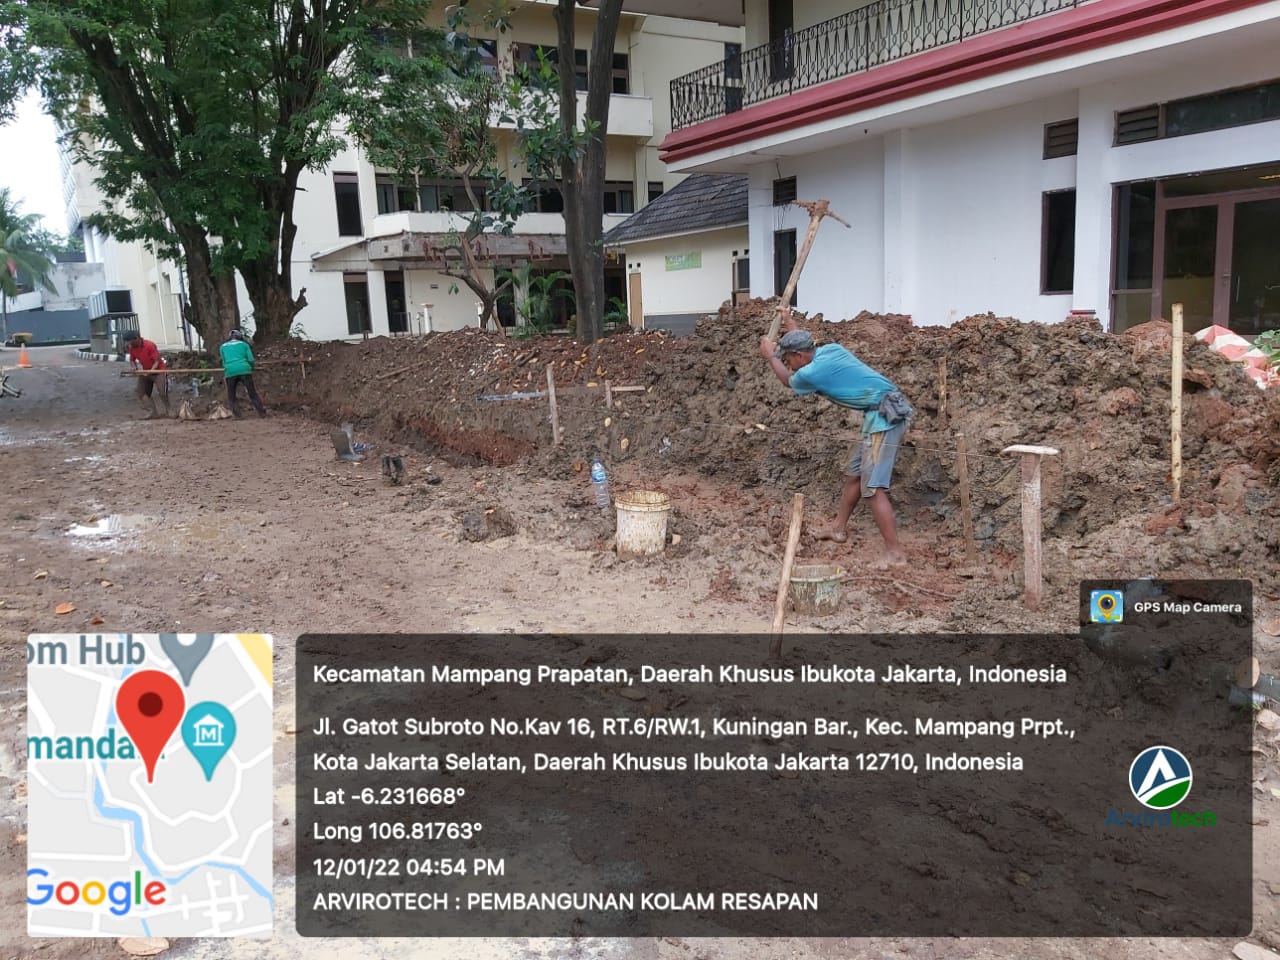 GPS Map Camera
om Hub
manda
Google
Kecamatan Mampang Prapatan, Daerah Khusus Ibukota Jakarta, Indonesia
Jl. Gatot Subroto No.Kav 16, RT.6/RW.1, Kuningan Bar., Kec. Mampang Prpt.,
Kota Jakarta Selatan, Daerah Khusus Ibukota Jakarta 12710, Indonesia
Lat -6.231668°
Long 106.81763°
12/01/22 04:54 PM
ARVIROTECH : PEMBANGUNAN KOLAM RESAPAN
Arvirotech